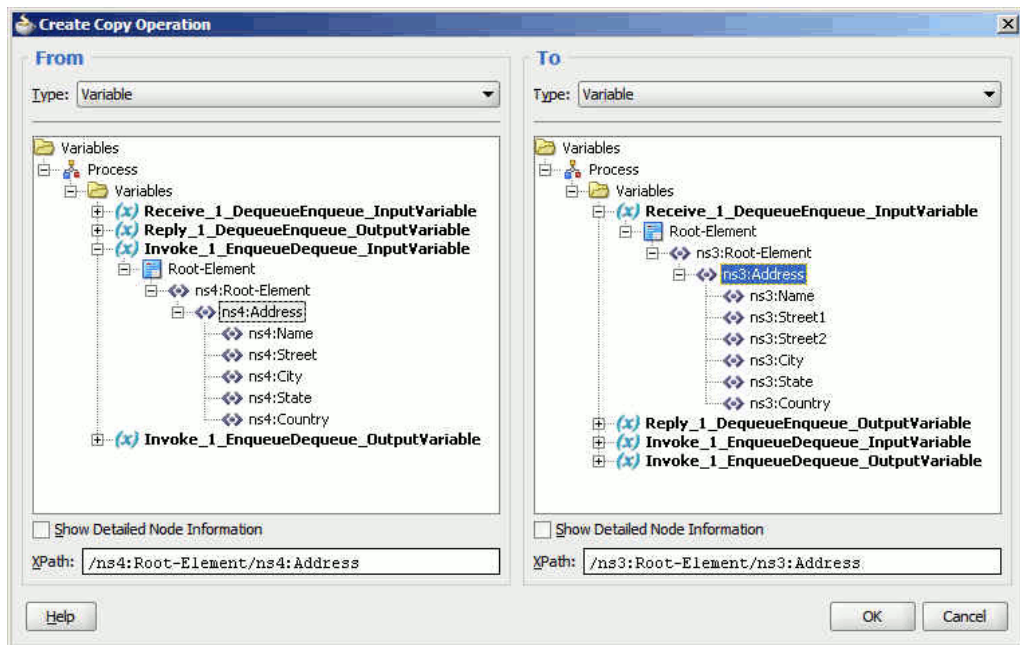 Create Copy Operation
From
Type: Variable
Variables
Process
Variables
Receive_1_DequeueEnqueue_InputVariable
Reply_1_DequeueEnqueue_OutputVariable
Invoke_1_EnqueueDequeue_InputVariable
Root-Element
ns4:Root-Element
ns4:Address
ns4:Name
ns4:Street
ns4:City
ns4:State
ns4:Country
Invoke_1_EnqueueDequeue_OutputVariable
Show Detailed Node Information
XPath: /ns4:Root-Element/ns4:Address
To
Type: Variable
Variables
Process
Variables
Receive_1_DequeueEnqueue_InputVariable
Root-Element
ns3:Root-Element
ns3:Address
ns3:Name
ns3:Street1
ns3:Street2
ns3:City
ns3:State
ns3:Country
Reply_1_DequeueEnqueue_OutputVariable
Invoke_1_EnqueueDequeue_InputVariable
Invoke_1_EnqueueDequeue_OutputVariable
Show Detailed Node Information
XPath: /ns3:Root-Element/ns3:Address
Help
OK
Cancel